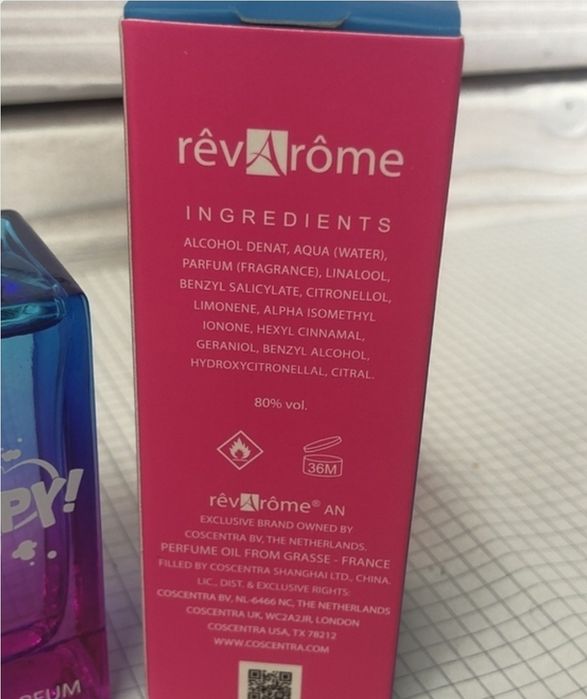 rêvArôme
INGREDIENTS
ALCOHOL DENAT, AQUA (WATER),
PARFUM (FRAGRANCE), LINALOOL,
BENZYL SALICYLATE, CITRONELLOL,
LIMONENE, ALPHA ISOMETHYL
IONONE, HEXYL CINNAMAL,
GERANIOL, BENZYL ALCOHOL,
HYDROXYCITRONELLAL, CITRAL.
80% vol.
36M
rêvArôme® AN
EXCLUSIVE BRAND OWNED BY
COSCENTRA BV, THE NETHERLANDS.
PERFUME OIL FROM GRASSE - FRANCE
FILLED BY COSCENTRA SHANGHAI LTD., CHINA.
LIC., DIST. & EXCLUSIVE RIGHTS:
COSCENTRA BV, NL-6466 NC, THE NETHERLANDS
COSCENTRA UK, WC2A2JR, LONDON
COSCENTRA USA, TX 78212
WWW.COSCENTRA.COM
PY!